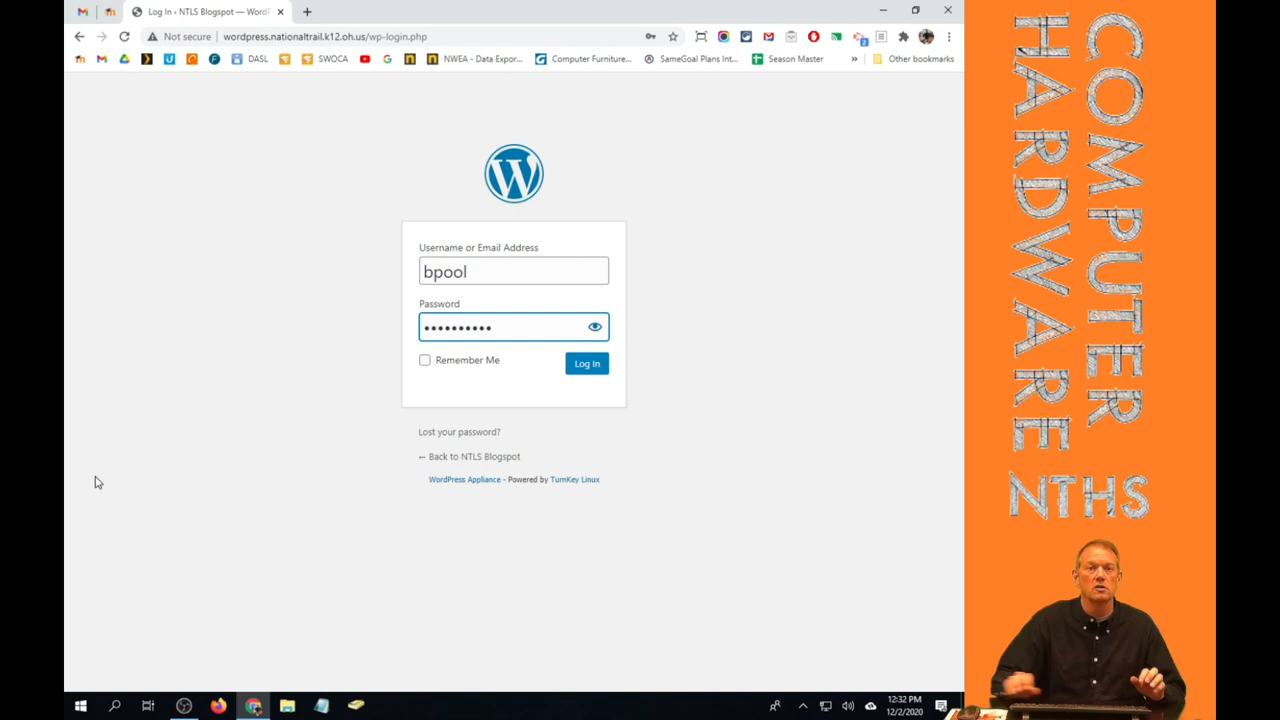 Log In ‹ NTLS Blogspot — WordP
Not secure
wordpress.nationaltrail.k12.oh.us/wp-login.php
DASL
SWOCA
NWEA - Data Expor...
Computer Furniture...
SameGoal Plans Int...
Season Master
»
Other bookmarks
Username or Email Address
bpool
Password
••••••••••
Remember Me
Log In
Lost your password?
← Back to NTLS Blogspot
WordPress Appliance - Powered by TurnKey Linux
12:32 PM
12/2/2020
COMPUTER
HARDWARE
NTHS